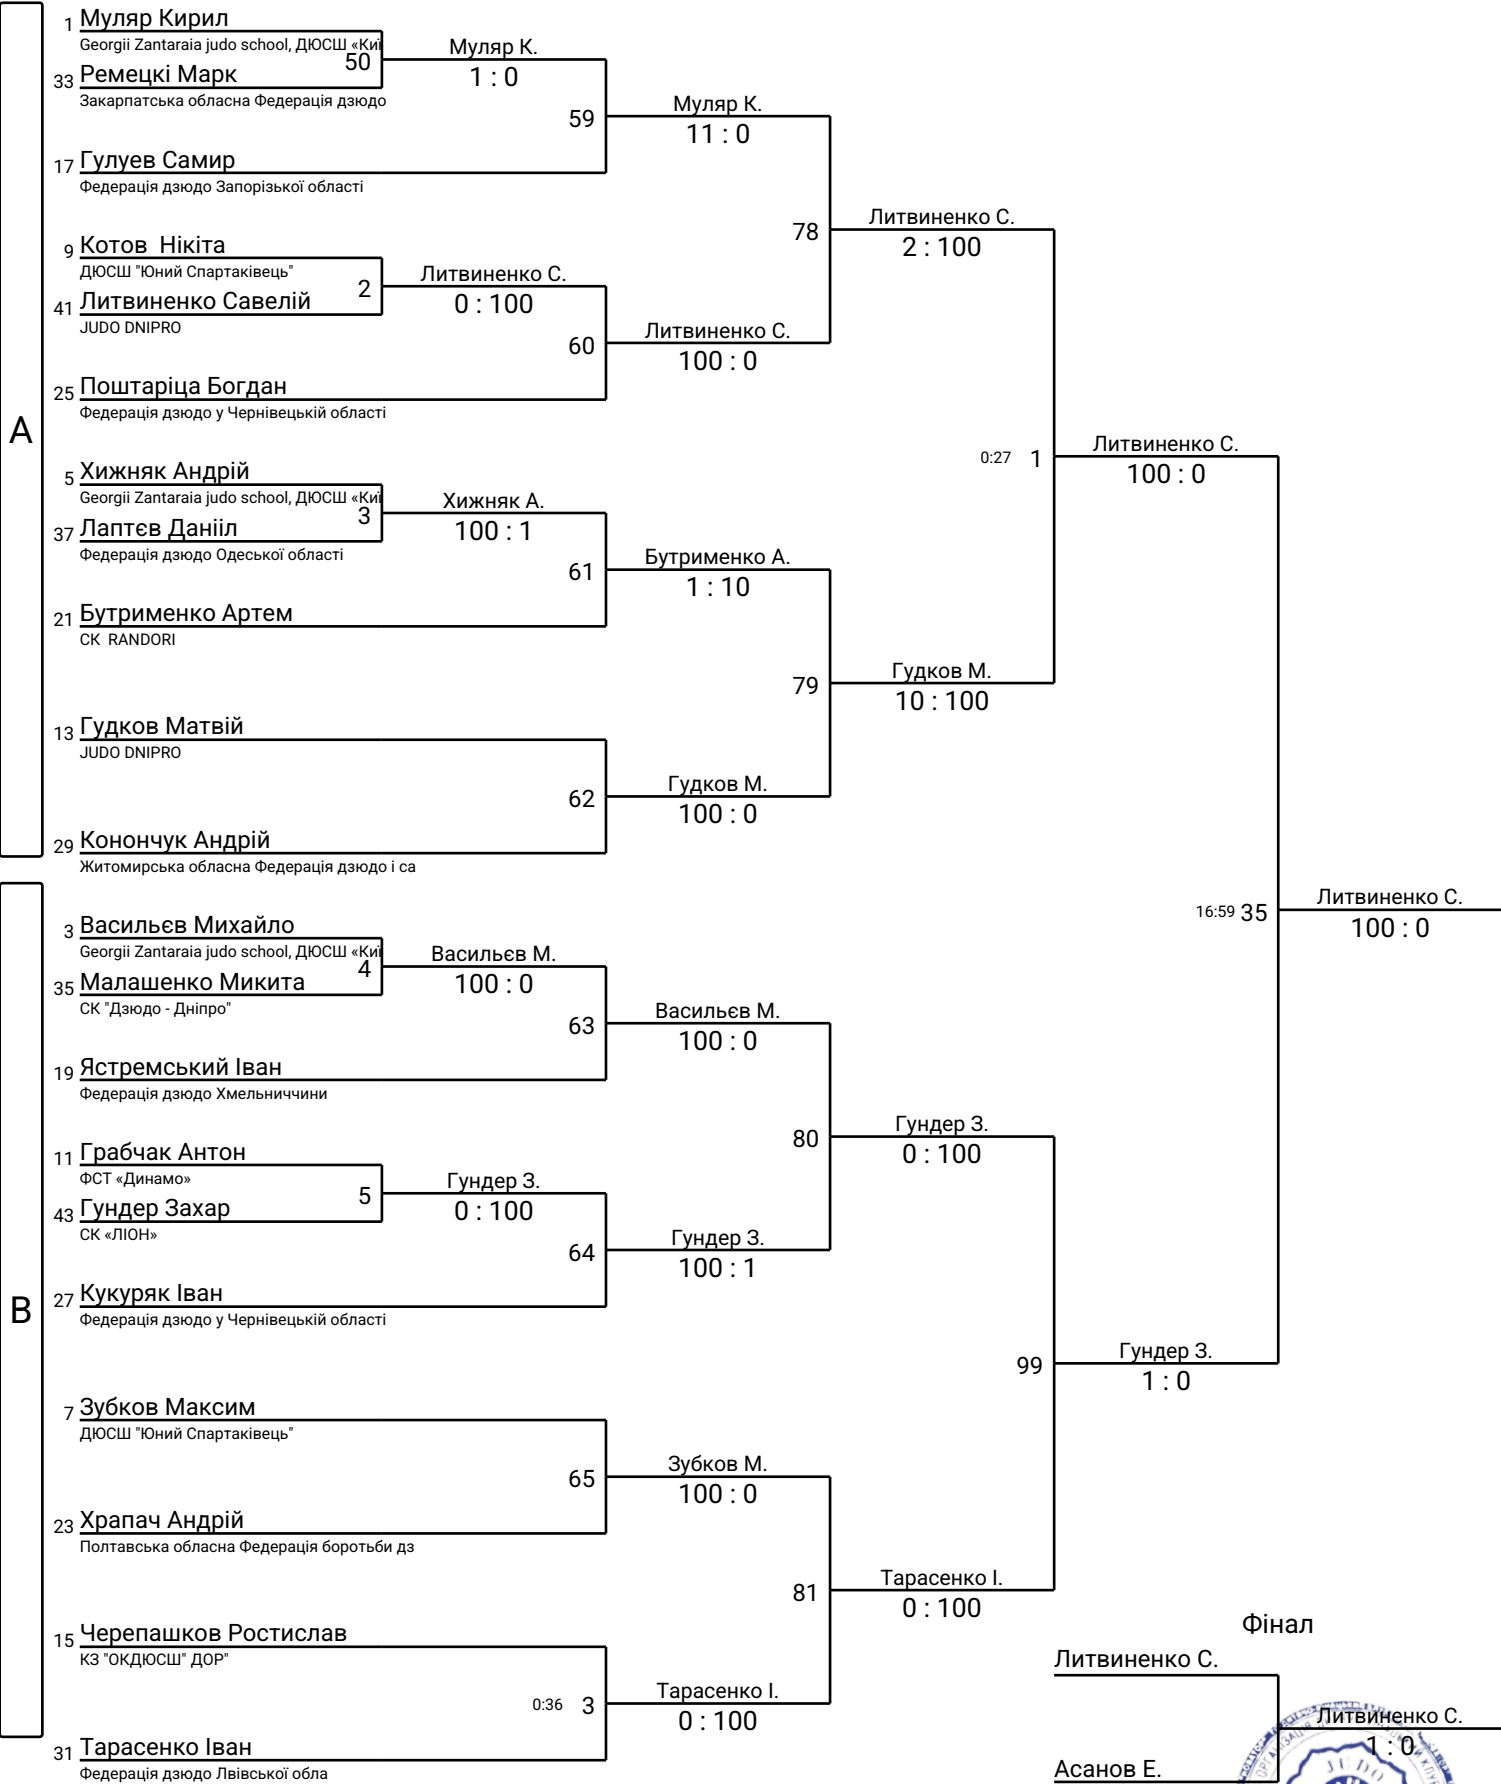 A
1 Муляр Кирил
Georgii Zantaraia judo school, ДЮСШ «Киї
50
33 Ремецкі Марк
Закарпатська обласна Федерація дзюдо
Муляр К.
1 : 0
59
Муляр К.
11 : 0
17 Гулуев Самир
Федерація дзюдо Запорізької області
78
Литвиненко С.
2 : 100
9 Котов Нікіта
ДЮСШ "Юний Спартаківець"
2
41 Литвиненко Савелій
JUDO DNIPRO
Литвиненко С.
0 : 100
60
Литвиненко С.
100 : 0
25 Поштаріца Богдан
Федерація дзюдо у Чернівецькій області
0:27 1
Литвиненко С.
100 : 0
5 Хижняк Андрій
Georgii Zantaraia judo school, ДЮСШ «Киї
3
37 Лаптєв Данііл
Федерація дзюдо Одеської області
Хижняк А.
100 : 1
61
Бутрименко А.
1 : 10
21 Бутрименко Артем
СК RANDORI
79
Гудков М.
10 : 100
13 Гудков Матвій
JUDO DNIPRO
62
Гудков М.
100 : 0
29 Конончук Андрій
Житомирська обласна Федерація дзюдо і са
16:59 35
Литвиненко С.
100 : 0
B
3 Васильєв Михайло
Georgii Zantaraia judo school, ДЮСШ «Киї
4
35 Малашенко Микита
СК "Дзюдо - Дніпро"
Васильєв М.
100 : 0
63
Васильєв М.
100 : 0
19 Ястремський Іван
Федерація дзюдо Хмельниччини
80
Гундер З.
0 : 100
11 Грабчак Антон
ФСТ «Динамо»
5
43 Гундер Захар
СК «ЛІОН»
Гундер З.
0 : 100
64
Гундер З.
100 : 1
27 Кукуряк Іван
Федерація дзюдо у Чернівецькій області
99
Гундер З.
1 : 0
7 Зубков Максим
ДЮСШ "Юний Спартаківець"
65
Зубков М.
100 : 0
23 Храпач Андрій
Полтавська обласна Федерація боротьби дз
81
Тарасенко І.
0 : 100
15 Черепашков Ростислав
КЗ "ОКДЮСШ" ДОР"
0:36 3
Тарасенко І.
0 : 100
31 Тарасенко Іван
Федерація дзюдо Львівської обла
Фінал
Литвиненко С.
Литвиненко С.
1 : 0
Асанов Е.
JUDO